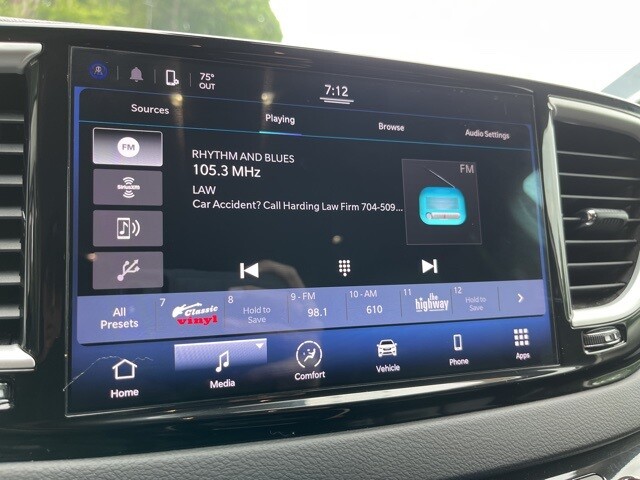 75°
OUT
7:12
Sources
Playing
Browse
Audio Settings
FM
SiriusXM
RHYTHM AND BLUES
105.3 MHz
LAW
Car Accident? Call Harding Law Firm 704-509...
FM
All
Presets
7
Classic
vinyl
8
Hold to
Save
9 - FM
98.1
10 - AM
610
11
the
highway
12
Hold to
Save
Home
Media
Comfort
Vehicle
Phone
Apps